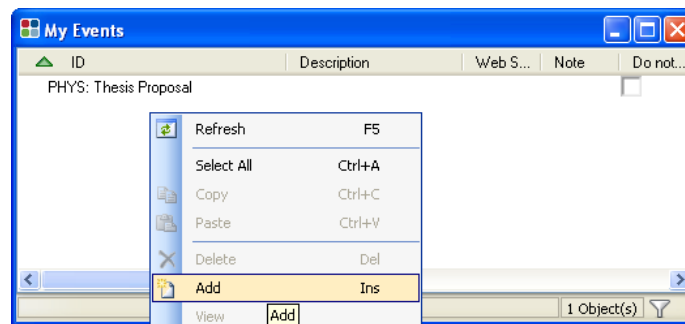 My Events
ID Description Web S... Note Do not...
PHYS: Thesis Proposal
Refresh F5
Select All Ctrl+A
Copy Ctrl+C
Paste Ctrl+V
Delete Del
Add Ins
View Add
1 Object(s)